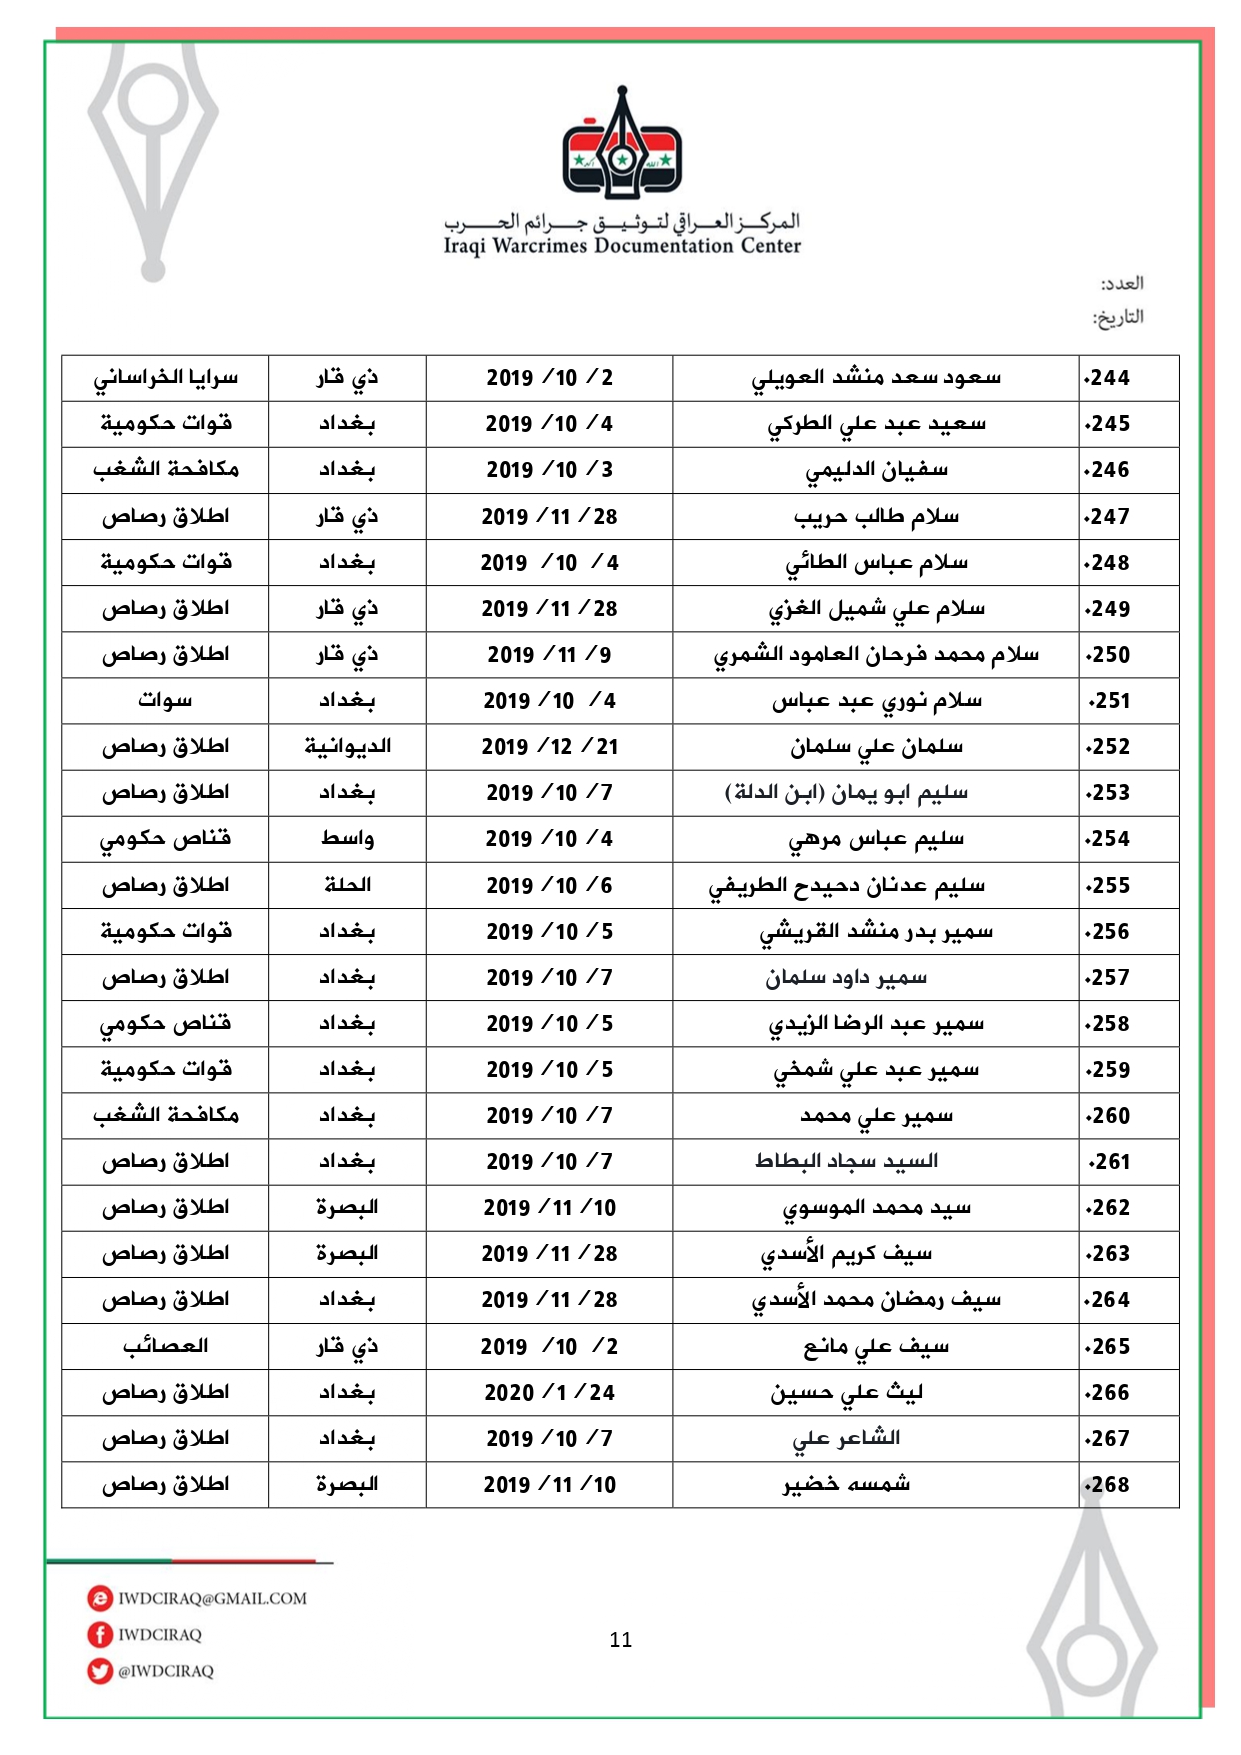 المركز العراقي لتوثيق جرائم الحرب
Iraqi Warcrimes Documentation Center
العدد:
التاريخ:
244. سعود سعد منشد العويلي 2/ 10/ 2019 ذي قار سرايا الخراساني
245. سعيد عبد علي الطركي 4/ 10/ 2019 بغداد قوات حكومية
246. سفيان الدليمي 3/ 10/ 2019 بغداد مكافحة الشغب
247. سلام طالب حريب 28/ 11/ 2019 ذي قار اطلاق رصاص
248. سلام عباس الطائي 4/ 10/ 2019 بغداد قوات حكومية
249. سلام علي شميل الغزي 28/ 11/ 2019 ذي قار اطلاق رصاص
250. سلام محمد فرحان العامود الشمري 9/ 11/ 2019 ذي قار اطلاق رصاص
251. سلام نوري عبد عباس 4/ 10/ 2019 بغداد سوات
252. سلمان علي سلمان 21/ 12/ 2019 الديوانية اطلاق رصاص
253. سليم ابو يمان (ابن الدلة) 7/ 10/ 2019 بغداد اطلاق رصاص
254. سليم عباس مرهي 4/ 10/ 2019 واسط قناص حكومي
255. سليم عدنان دحيدح الطريفي 6/ 10/ 2019 الحلة اطلاق رصاص
256. سمير بدر منشد القريشي 5/ 10/ 2019 بغداد قوات حكومية
257. سمير داود سلمان 7/ 10/ 2019 بغداد اطلاق رصاص
258. سمير عبد الرضا الزيدي 5/ 10/ 2019 بغداد قناص حكومي
259. سمير عبد علي شمخي 5/ 10/ 2019 بغداد قوات حكومية
260. سمير علي محمد 7/ 10/ 2019 بغداد مكافحة الشغب
261. السيد سجاد البطاط 7/ 10/ 2019 بغداد اطلاق رصاص
262. سيد محمد الموسوي 10/ 11/ 2019 البصرة اطلاق رصاص
263. سيف كريم الأسدي 28/ 11/ 2019 البصرة اطلاق رصاص
264. سيف رمضان محمد الأسدي 28/ 11/ 2019 بغداد اطلاق رصاص
265. سيف علي مانع 2/ 10/ 2019 ذي قار العصائب
266. ليث علي حسين 24/ 1/ 2020 بغداد اطلاق رصاص
267. الشاعر علي 7/ 10/ 2019 بغداد اطلاق رصاص
268. شمسه خضير 10/ 11/ 2019 البصرة اطلاق رصاص
IWDCIRAQ@GMAIL.COM
IWDCIRAQ
@IWDCIRAQ
11